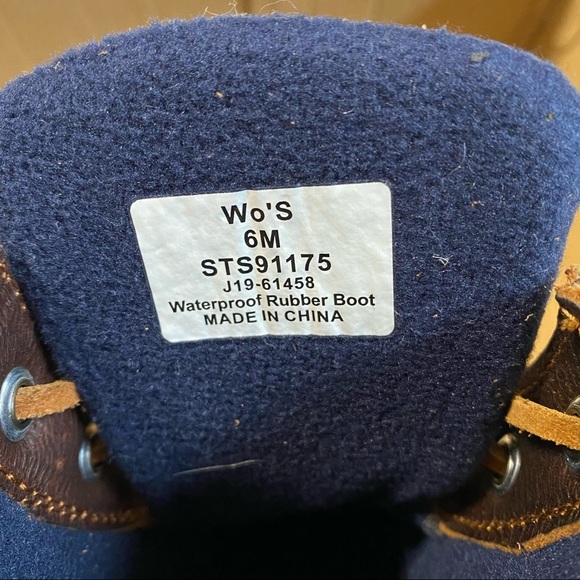 Wo'S
6M
STS91175
J19-61458
Waterproof Rubber Boot
MADE IN CHINA